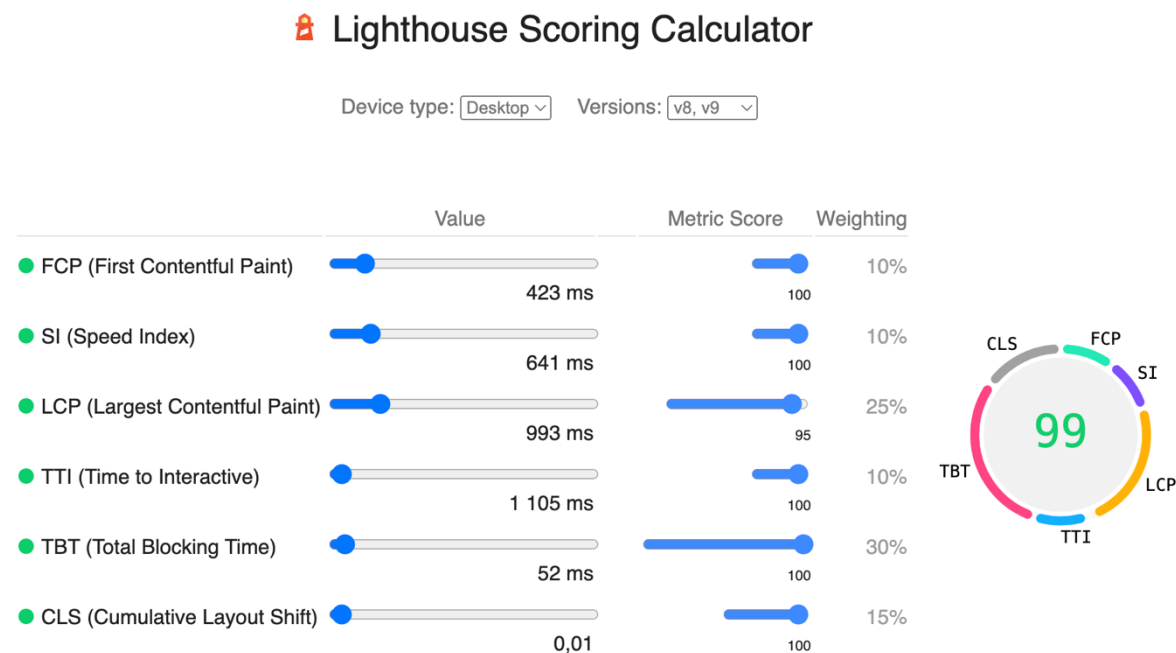 Lighthouse Scoring Calculator
Device type: Desktop Versions: v8, v9
Value Metric Score Weighting
FCP (First Contentful Paint) 10%
423 ms 100
SI (Speed Index) 10%
641 ms 100
LCP (Largest Contentful Paint) 25%
993 ms 95
TTI (Time to Interactive) 10%
1 105 ms 100
TBT (Total Blocking Time) 30%
52 ms 100
CLS (Cumulative Layout Shift) 15%
0,01 100
CLS FCP
SI
99
TBT LCP
TTI